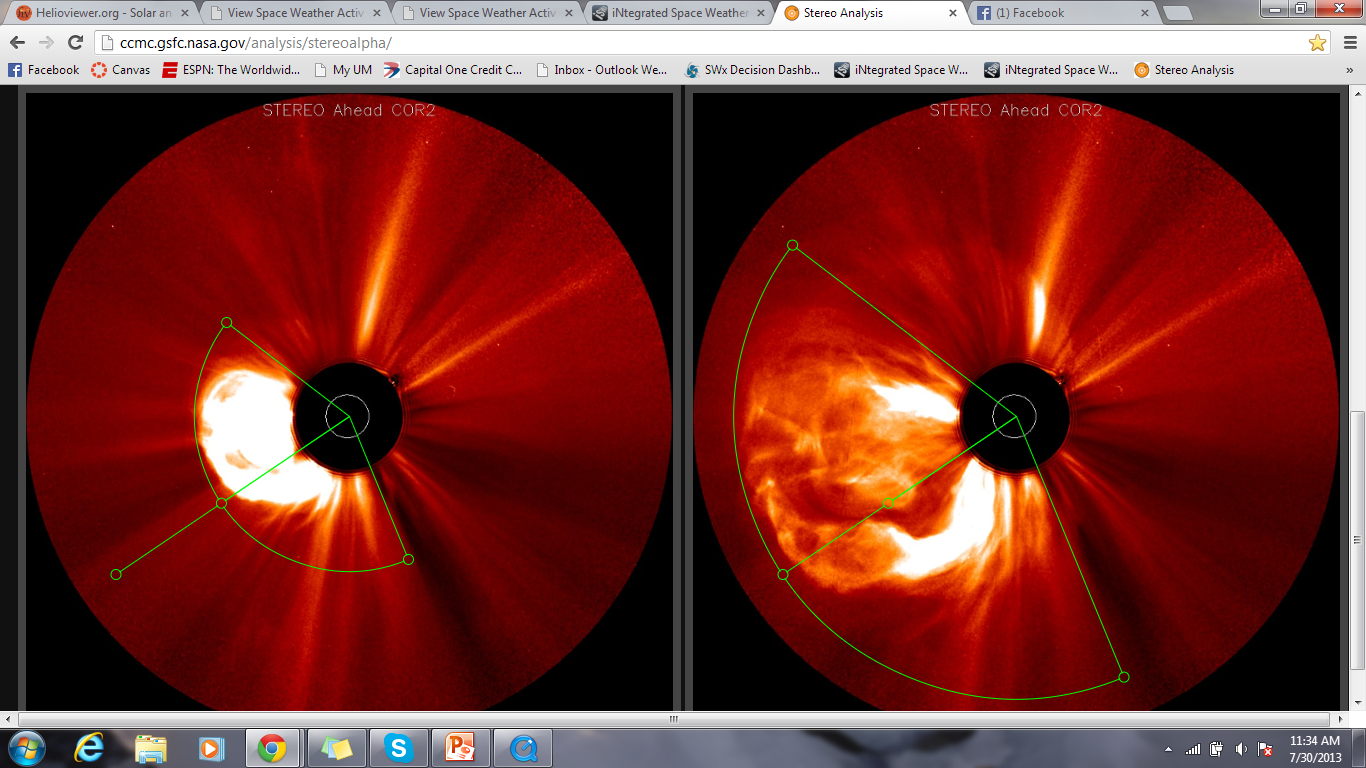 Helioviewer.org - Solar an
View Space Weather Activ
View Space Weather Activ
iNtegrated Space Weather
Stereo Analysis
(1) Facebook
ccmc.gsfc.nasa.gov/analysis/stereoalpha/
Facebook
Canvas
ESPN: The Worldwid...
My UM
Capital One Credit C...
Inbox - Outlook We...
SWx Decision Dashb...
iNtegrated Space W...
iNtegrated Space W...
Stereo Analysis
»
STEREO Ahead COR2
STEREO Ahead COR2
11:34 AM
7/30/2013